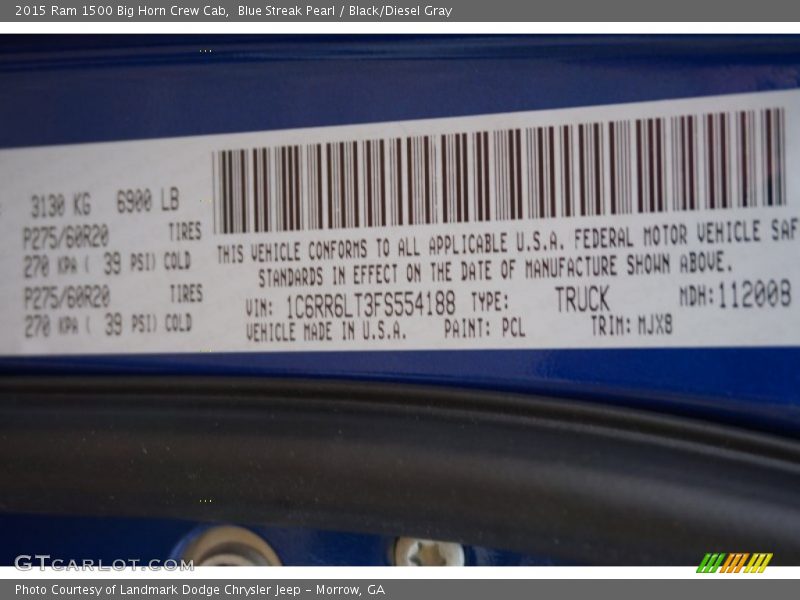 2015 Ram 1500 Big Horn Crew Cab, Blue Streak Pearl / Black/Diesel Gray
3130 KG 6900 LB
P275/60R20 TIRES
270 KPA ( 39 PSI) COLD
P275/60R20 TIRES
270 KPA ( 39 PSI) COLD
THIS VEHICLE CONFORMS TO ALL APPLICABLE U.S.A. FEDERAL MOTOR VEHICLE SAF
STANDARDS IN EFFECT ON THE DATE OF MANUFACTURE SHOWN ABOVE.
VIN: 1C6RR6LT3FS554188 TYPE: TRUCK MDH:112008
VEHICLE MADE IN U.S.A. PAINT: PCL TRIM: MJX8
GTCARLOT.COM
Photo Courtesy of Landmark Dodge Chrysler Jeep - Morrow, GA